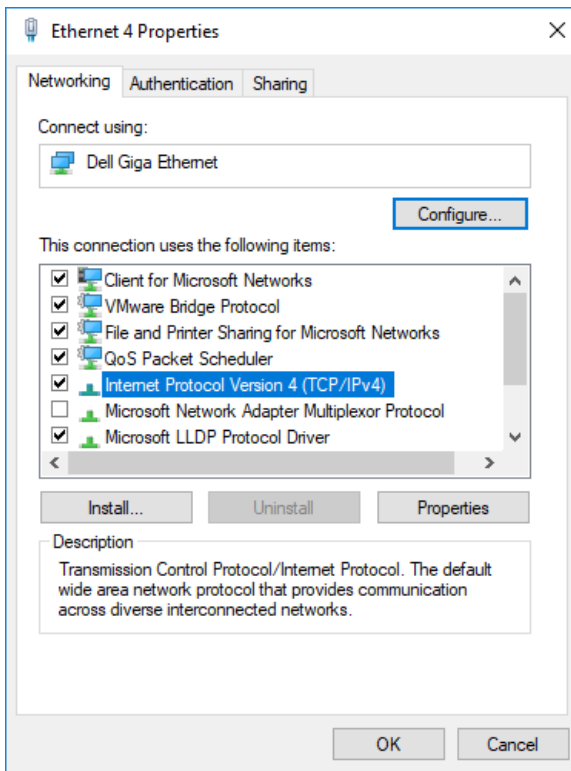 Ethernet 4 Properties
Networking Authentication Sharing
Connect using:
Dell Giga Ethernet
Configure...
This connection uses the following items:
Client for Microsoft Networks
VMware Bridge Protocol
File and Printer Sharing for Microsoft Networks
QoS Packet Scheduler
Internet Protocol Version 4 (TCP/IPv4)
Microsoft Network Adapter Multiplexor Protocol
Microsoft LLDP Protocol Driver
Install... Uninstall Properties
Description
Transmission Control Protocol/Internet Protocol. The default
wide area network protocol that provides communication
across diverse interconnected networks.
OK Cancel